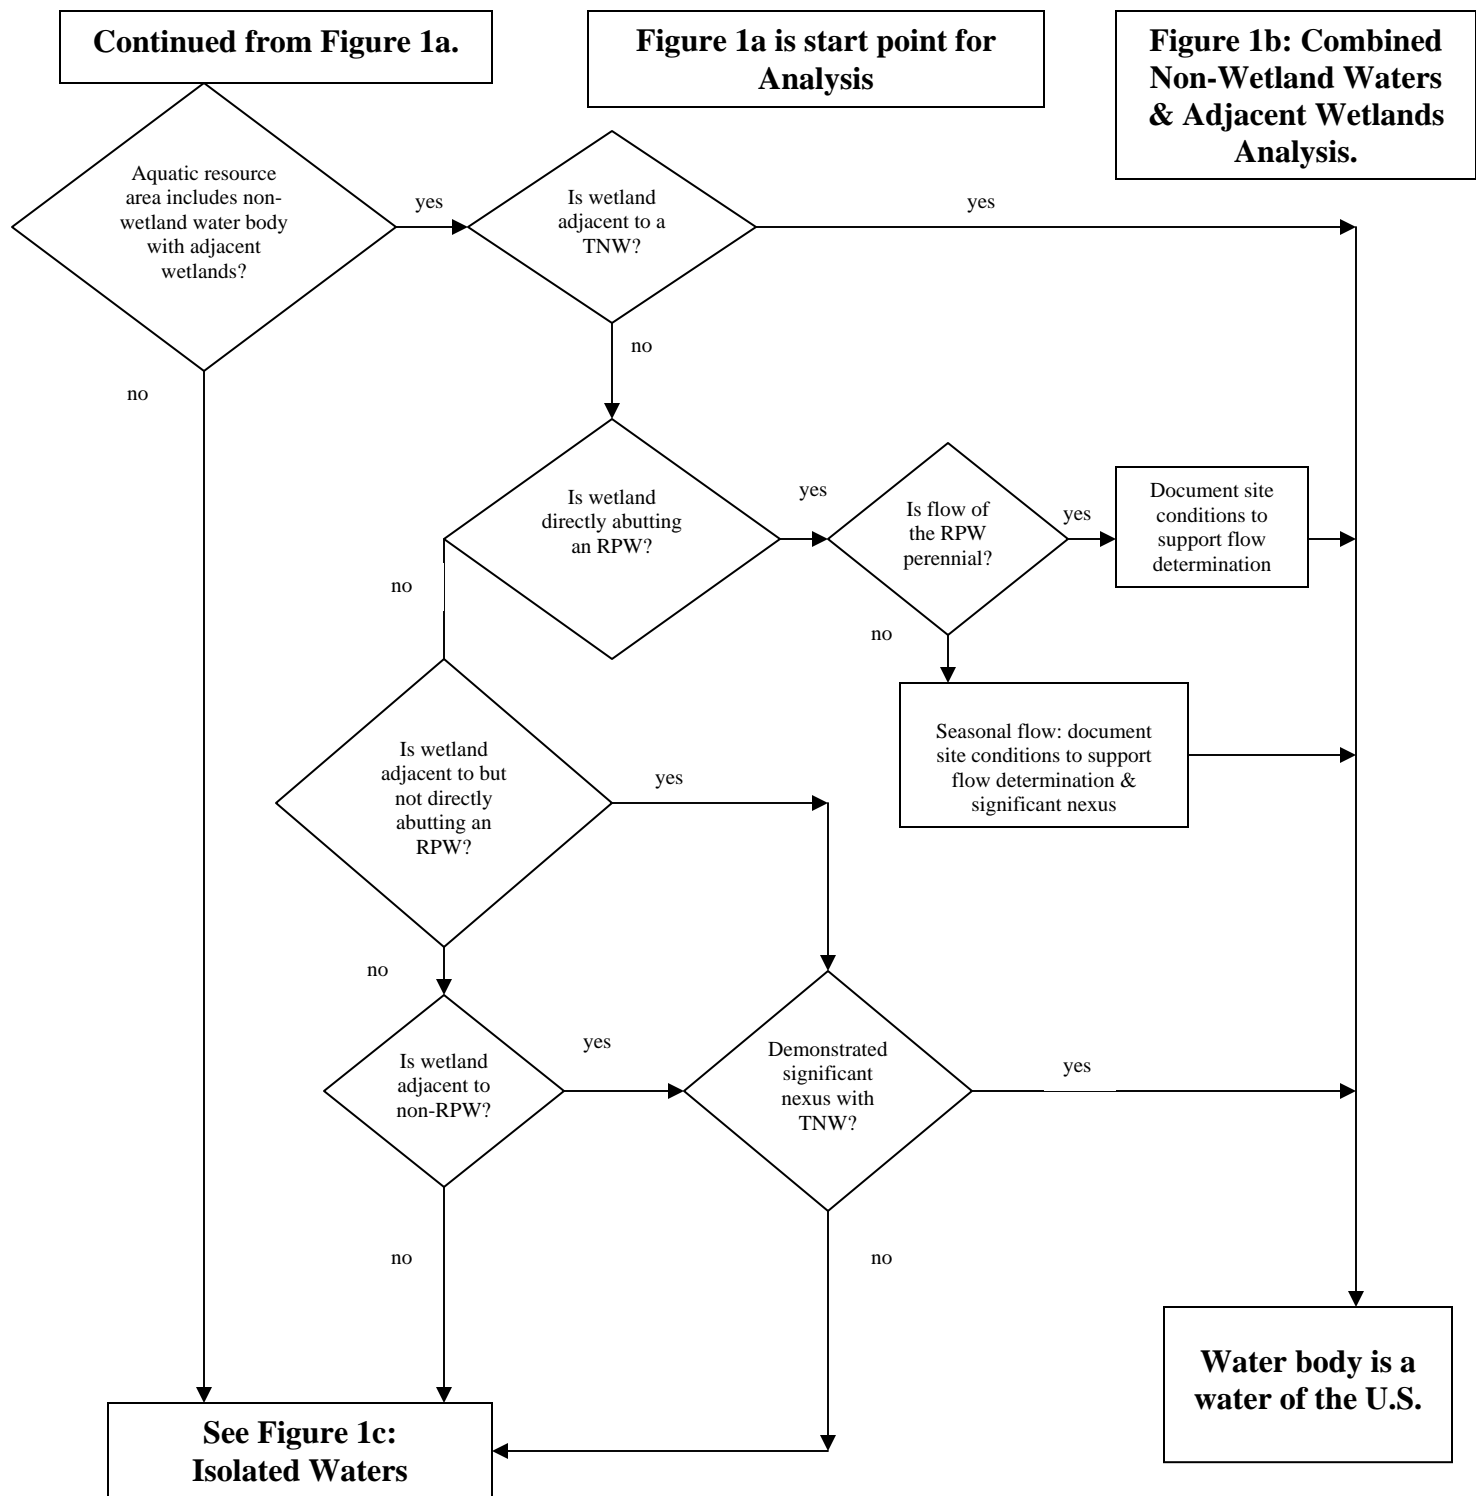 Continued from Figure 1a.
Figure 1a is start point for
Analysis
Figure 1b: Combined
Non-Wetland Waters
& Adjacent Wetlands
Analysis.
Aquatic resource
area includes non-
wetland water body
with adjacent
wetlands?
yes
Is wetland
adjacent to a
TNW?
yes
no
no
Is wetland
directly abutting
an RPW?
yes
Is flow of
the RPW
perennial?
yes
Document site
conditions to
support flow
determination
no
no
Seasonal flow: document
site conditions to support
flow determination &
significant nexus
Is wetland
adjacent to but
not directly
abutting an
RPW?
yes
no
Is wetland
adjacent to
non-RPW?
yes
Demonstrated
significant
nexus with
TNW?
yes
no
no
Water body is a
water of the U.S.
See Figure 1c:
Isolated Waters